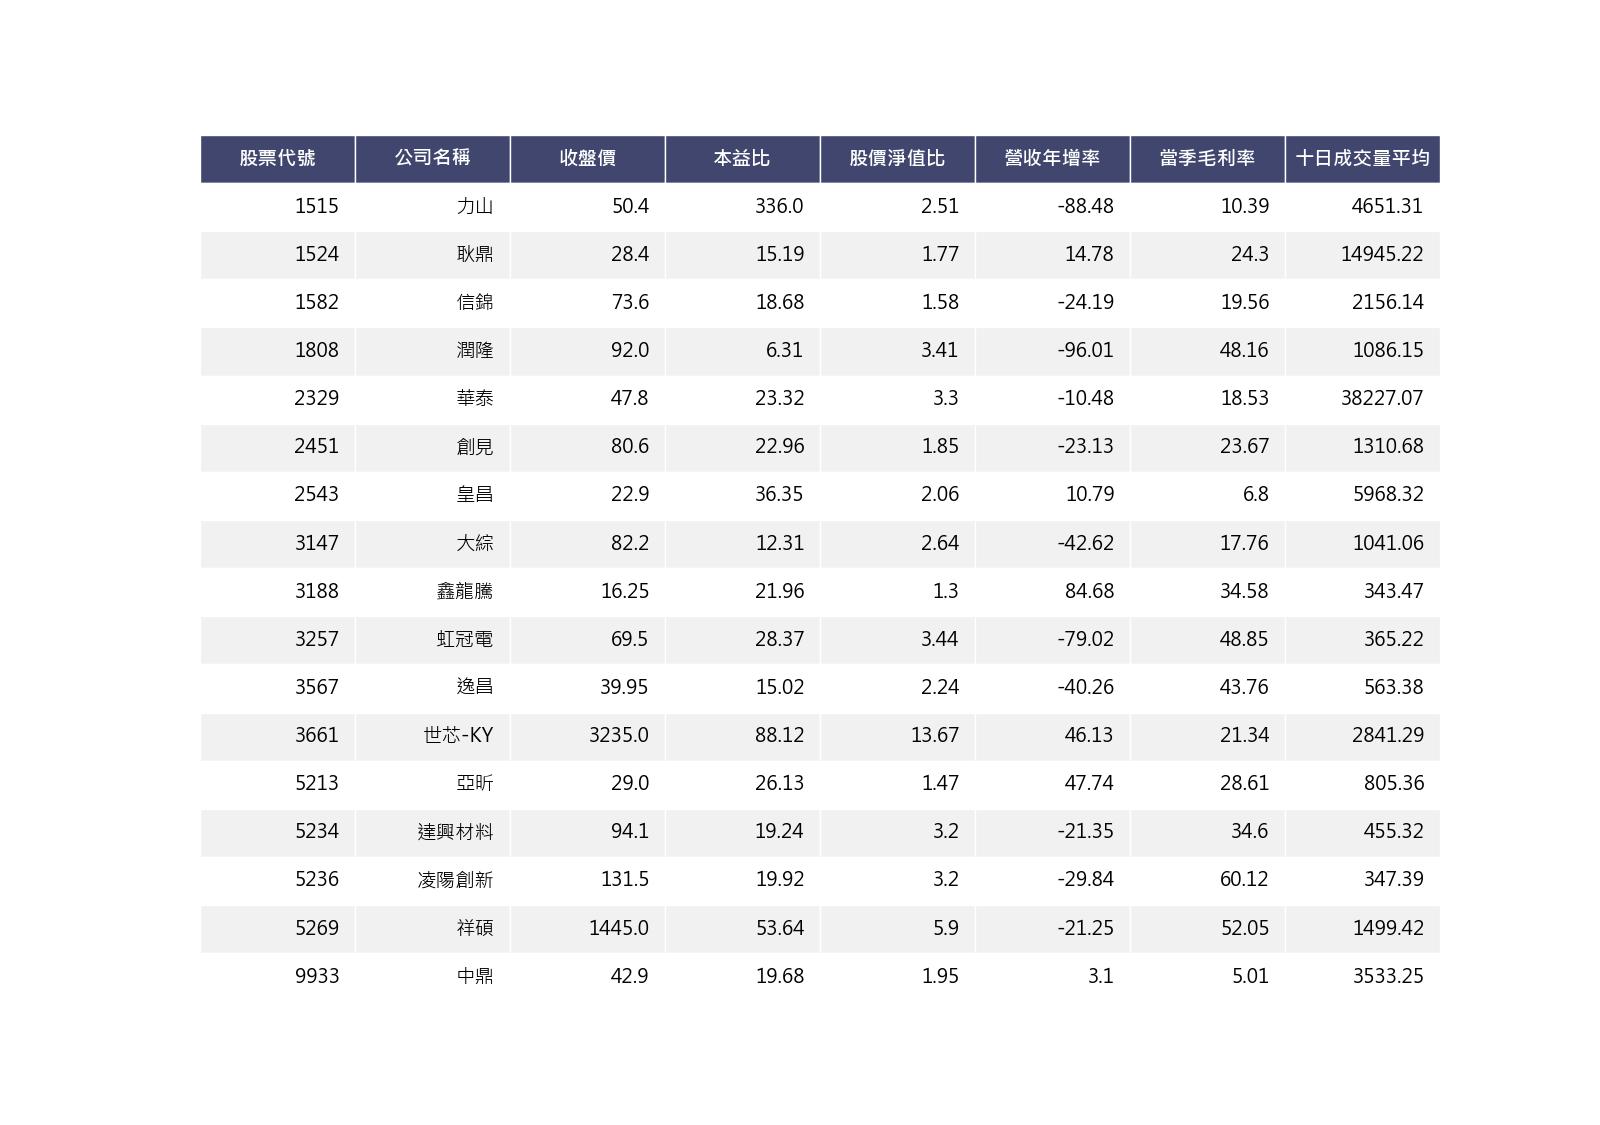 股票代號 公司名稱 收盤價 本益比 股價淨值比 營收年增率 當季毛利率 十日成交量平均
1515 力山 50.4 336.0 2.51 -88.48 10.39 4651.31
1524 耿鼎 28.4 15.19 1.77 14.78 24.3 14945.22
1582 信錦 73.6 18.68 1.58 -24.19 19.56 2156.14
1808 潤隆 92.0 6.31 3.41 -96.01 48.16 1086.15
2329 華泰 47.8 23.32 3.3 -10.48 18.53 38227.07
2451 創見 80.6 22.96 1.85 -23.13 23.67 1310.68
2543 皇昌 22.9 36.35 2.06 10.79 6.8 5968.32
3147 大綜 82.2 12.31 2.64 -42.62 17.76 1041.06
3188 鑫龍騰 16.25 21.96 1.3 84.68 34.58 343.47
3257 虹冠電 69.5 28.37 3.44 -79.02 48.85 365.22
3567 逸昌 39.95 15.02 2.24 -40.26 43.76 563.38
3661 世芯-KY 3235.0 88.12 13.67 46.13 21.34 2841.29
5213 亞昕 29.0 26.13 1.47 47.74 28.61 805.36
5234 達興材料 94.1 19.24 3.2 -21.35 34.6 455.32
5236 凌陽創新 131.5 19.92 3.2 -29.84 60.12 347.39
5269 祥碩 1445.0 53.64 5.9 -21.25 52.05 1499.42
9933 中鼎 42.9 19.68 1.95 3.1 5.01 3533.25